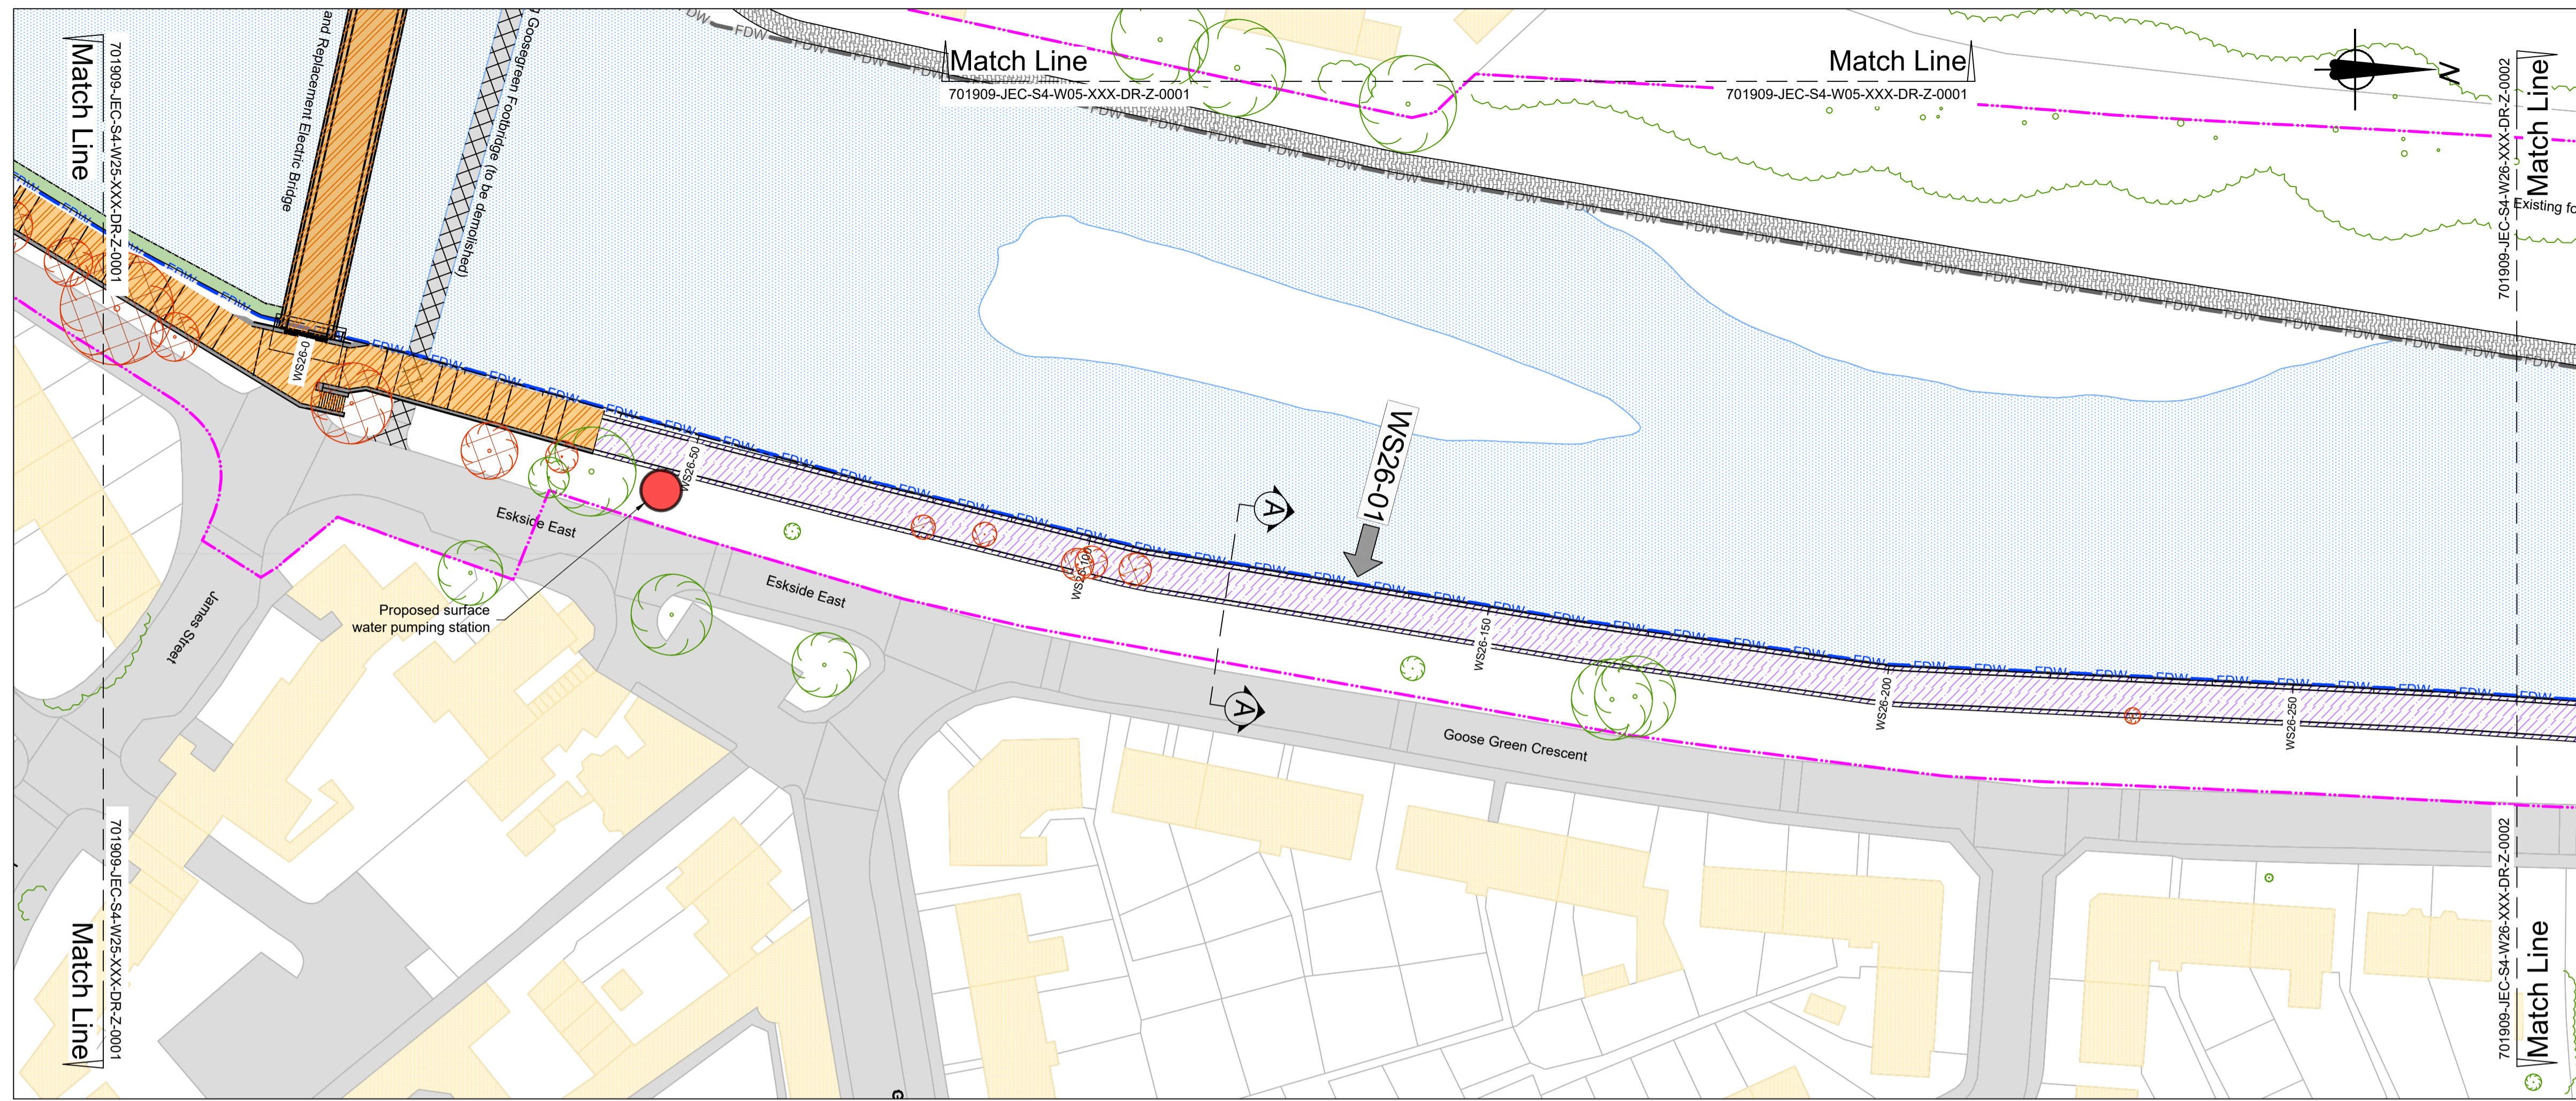 Match Line
701909-JEC-S4-W25-XXX-DR-Z-0001
and Replacement Electric Bridge
Goosegreen Footbridge (to be demolished)
FDW
Match Line
701909-JEC-S4-W05-XXX-DR-Z-0001
Match Line
701909-JEC-S4-W05-XXX-DR-Z-0001
N
701909-JEC-S4-W26-XXX-DR-Z-0002
Match Line
Existing fo
WS26-0
WS26-50
WS26-100
WS26-150
WS26-200
WS26-250
WS26-01
A
A
Eskside East
Eskside East
Proposed surface
water pumping station
James Street
Goose Green Crescent
Match Line
701909-JEC-S4-W25-XXX-DR-Z-0001
701909-JEC-S4-W26-XXX-DR-Z-0002
Match Line
G